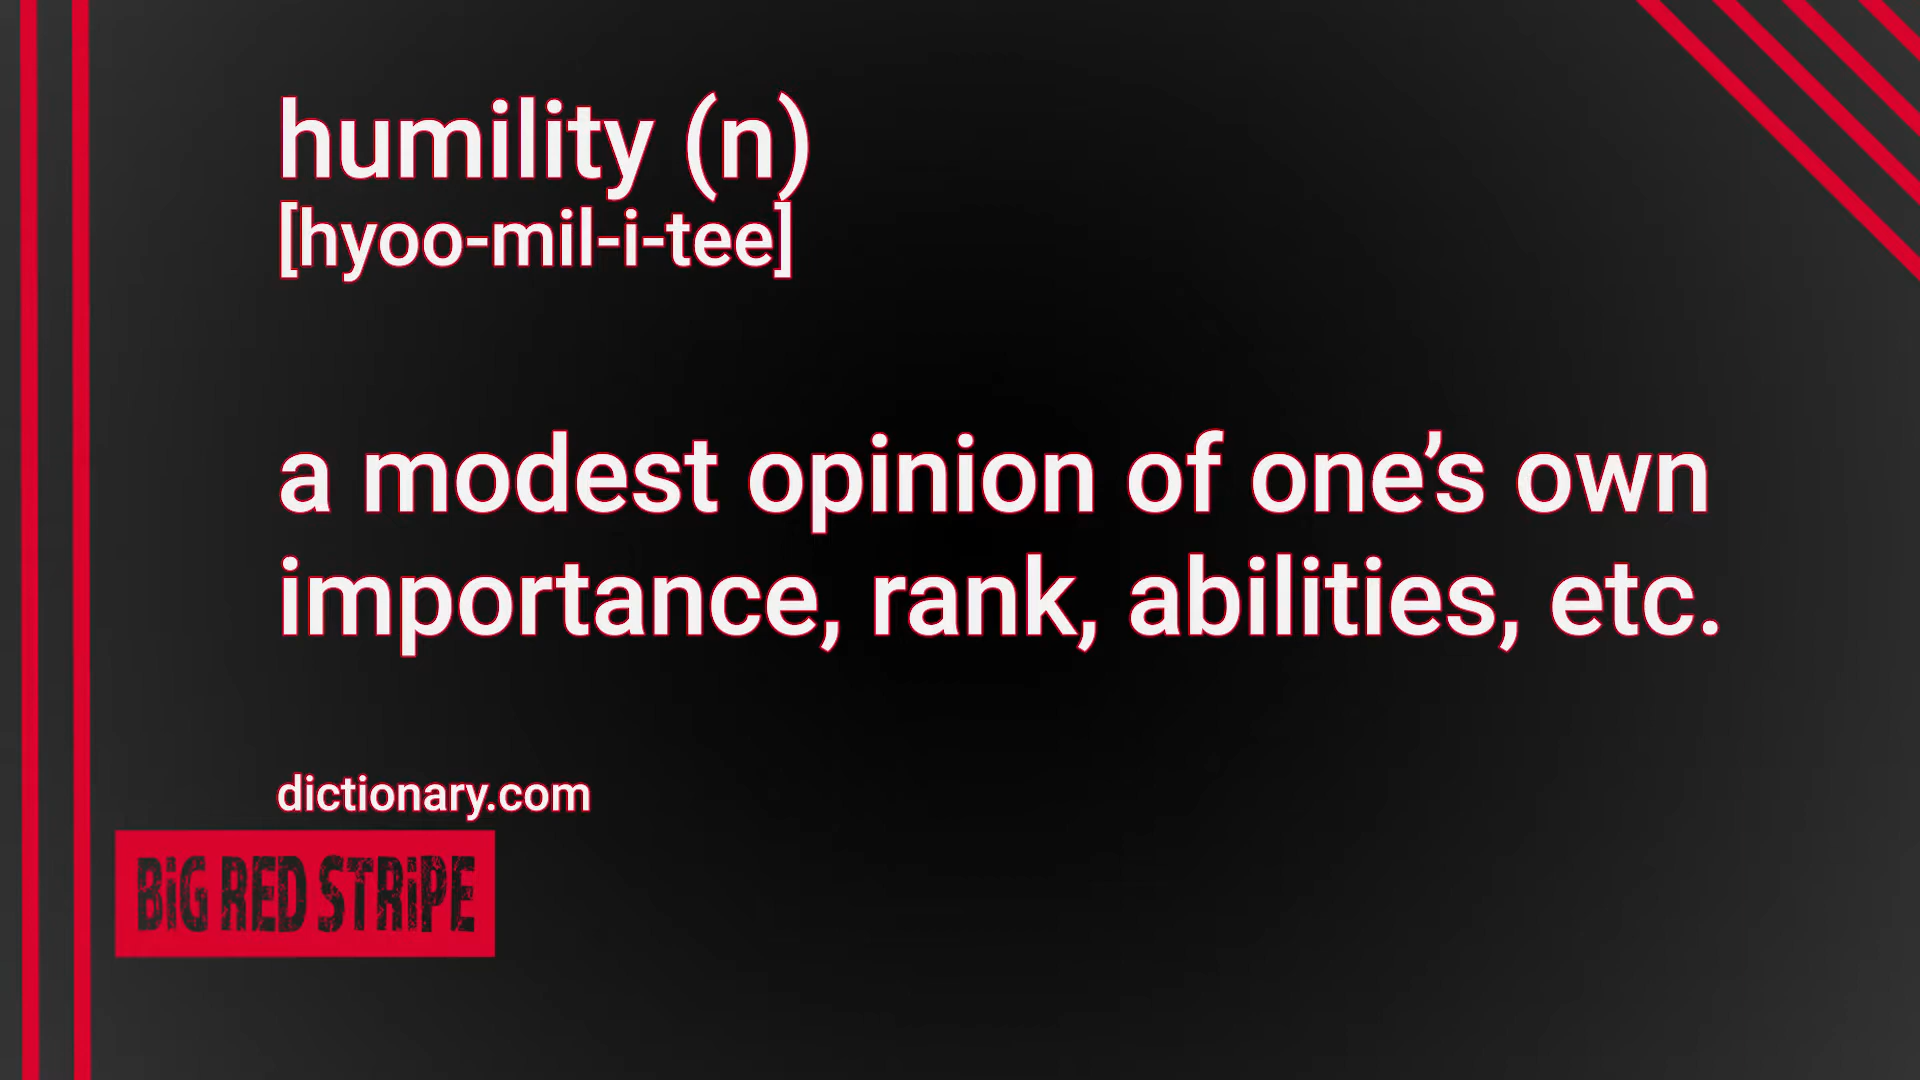 humility (n)
[hyoo-mil-i-tee]
a modest opinion of one’s own
importance, rank, abilities, etc.
dictionary.com
BiG RED STRiPE